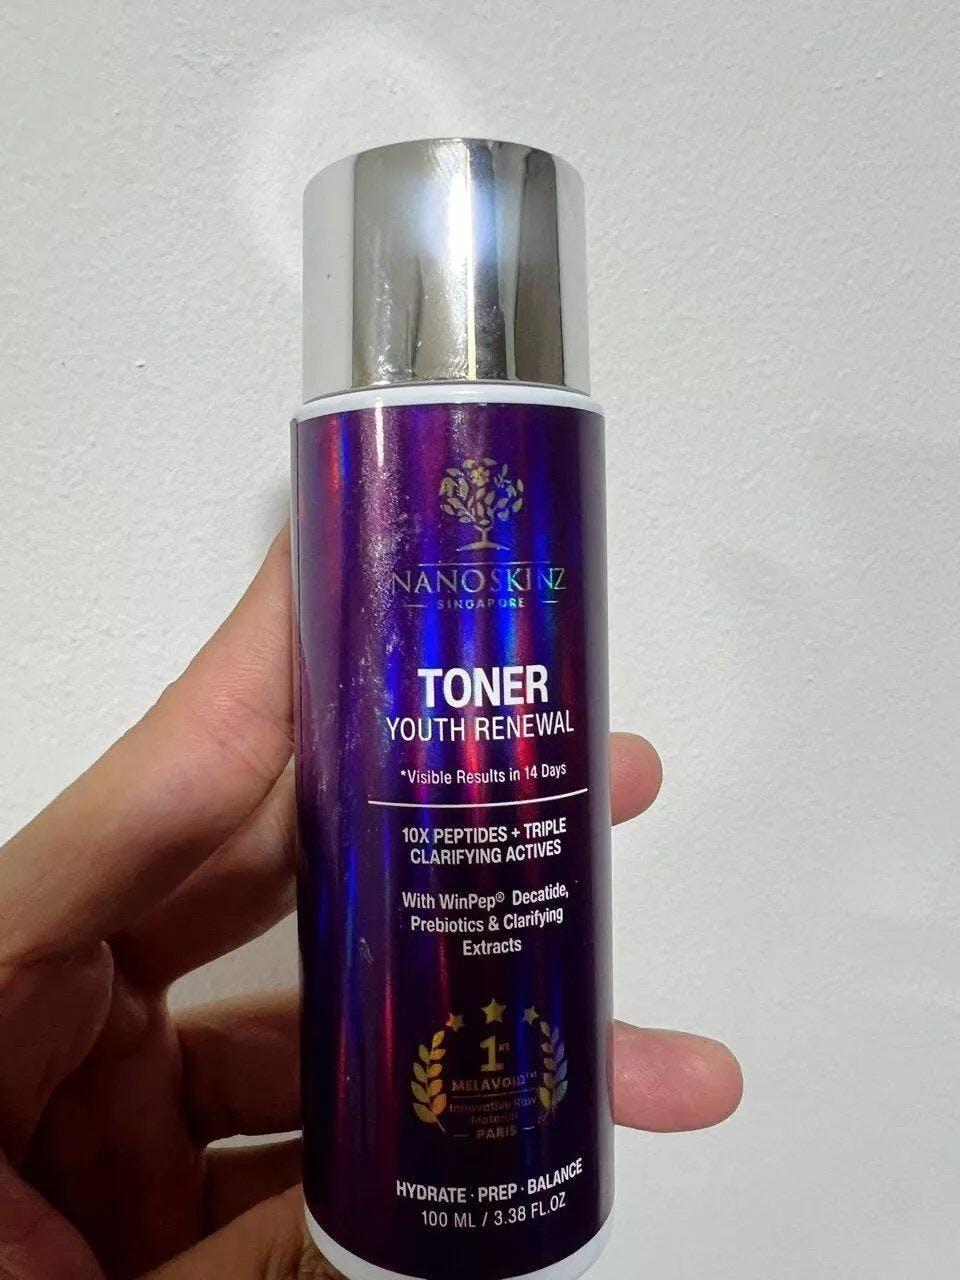 NANOSKINZ
SINGAPORE
TONER
YOUTH RENEWAL
*Visible Results in 14 Days
10X PEPTIDES + TRIPLE
CLARIFYING ACTIVES
With WinPep® Decatide,
Prebiotics & Clarifying
Extracts
1
MELAVOID™
Innovative Raw
Material
PARIS
HYDRATE · PREP · BALANCE
100 ML / 3.38 FL.OZ